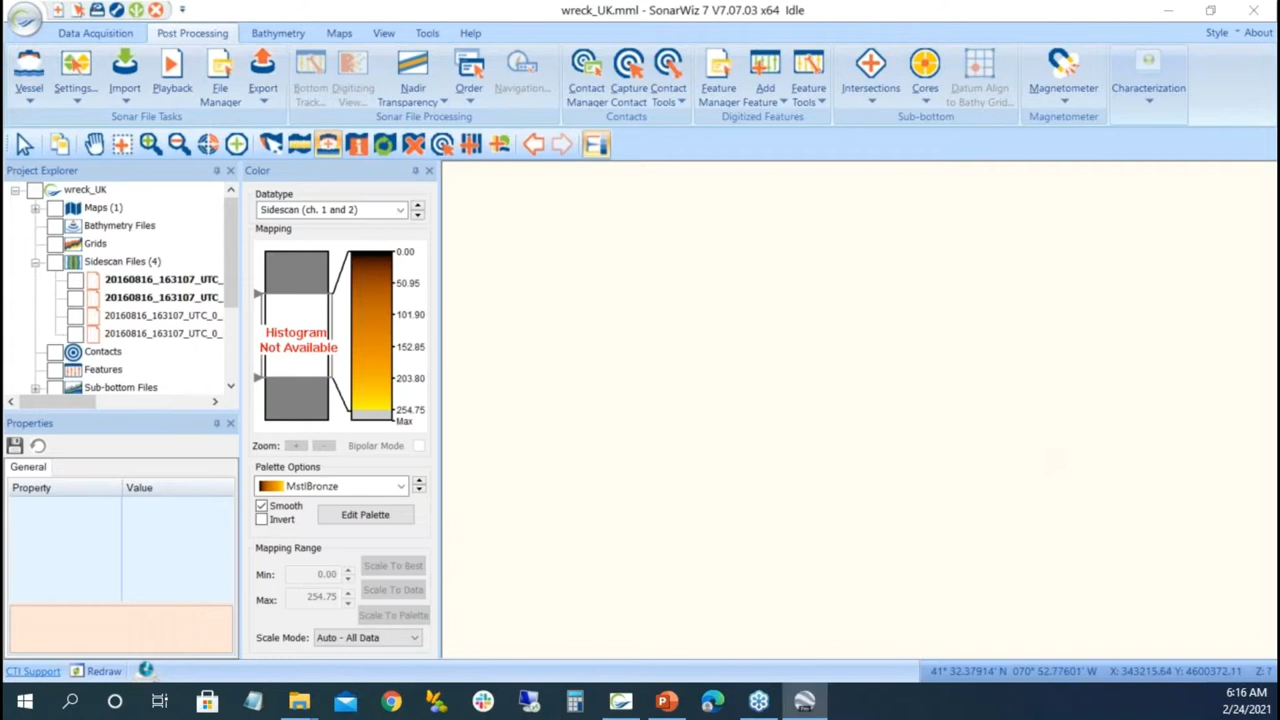 wreck_UK.mml - SonarWiz 7 V7.07.03 x64 Idle
Data Acquisition Post Processing Bathymetry Maps View Tools Help Style About
Vessel Settings... Import Playback File Manager Export Bottom Track... Digitizing View... Nadir Transparency Order Navigation... Contact Manager Capture Contact Contact Tools Feature Manager Add Feature Feature Tools Intersections Cores Datum Align to Bathy Grid... Magnetometer Characterization
Sonar File Tasks Sonar File Processing Contacts Digitized Features Sub-bottom Magnetometer
Project Explorer
wreck_UK
Maps (1)
Bathymetry Files
Grids
Sidescan Files (4)
20160816_163107_UTC_
20160816_163107_UTC_
20160816_163107_UTC_0_
20160816_163107_UTC_0_
Contacts
Features
Sub-bottom Files
Properties
General
Property Value
Color
Datatype
Sidescan (ch. 1 and 2)
Mapping
Histogram
Not Available
0.00
50.95
101.90
152.85
203.80
254.75
Max
Zoom: + - Bipolar Mode
Palette Options
MstlBronze
Smooth
Invert
Edit Palette
Mapping Range
Min: 0.00
Max: 254.75
Scale To Best
Scale To Data
Scale To Palette
Scale Mode: Auto - All Data
CTI Support Redraw
41° 32.37914' N 070° 52.77601' W X: 343215.64 Y: 4600372.11 Z: ?
6:16 AM
2/24/2021